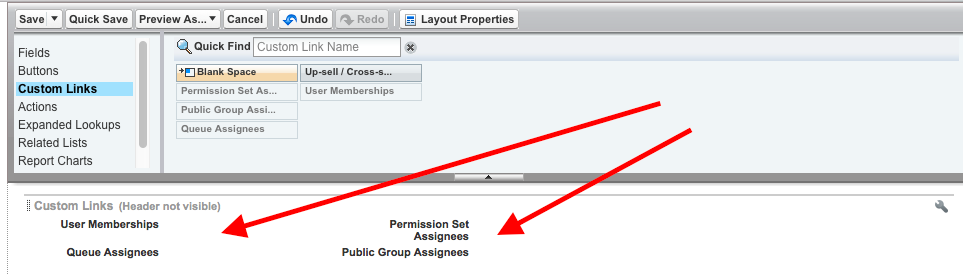 Save Quick Save Preview As... Cancel Undo Redo Layout Properties
Fields
Buttons
Custom Links
Actions
Expanded Lookups
Related Lists
Report Charts
Quick Find Custom Link Name
Blank Space Up-sell / Cross-s...
Permission Set As... User Memberships
Public Group Assi...
Queue Assignees
Custom Links (Header not visible)
User Memberships Permission Set
Assignees
Queue Assignees Public Group Assignees